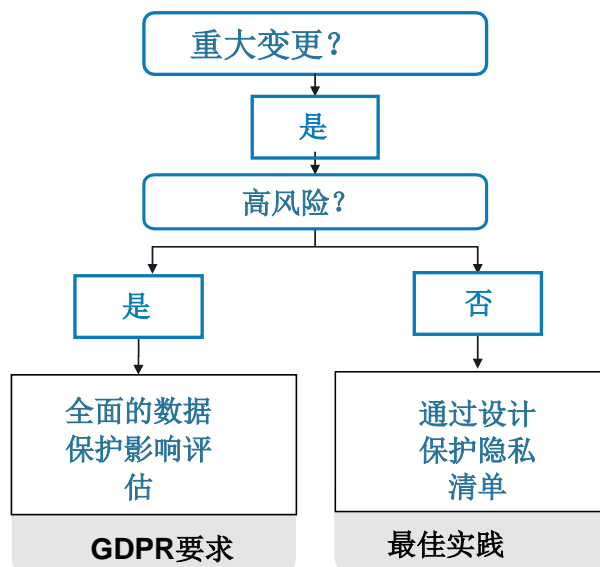 重大变更？
是
高风险？
是
否
全面的数据
保护影响评
估
通过设计
保护隐私
清单
GDPR要求
最佳实践